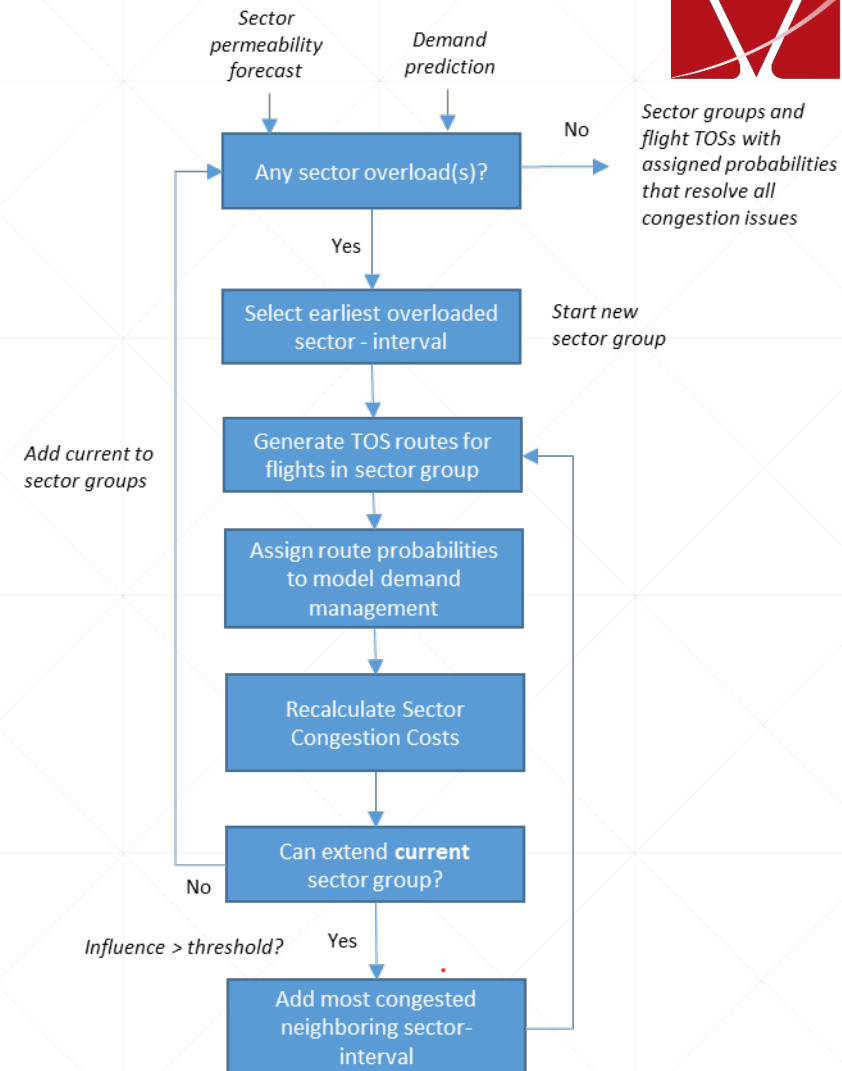 Sector
permeability
forecast
Demand
prediction
Any sector overload(s)?
No
Sector groups and
flight TOSs with
assigned probabilities
that resolve all
congestion issues
Yes
Select earliest overloaded
sector - interval
Start new
sector group
Generate TOS routes for
flights in sector group
Add current to
sector groups
Assign route probabilities
to model demand
management
Recalculate Sector
Congestion Costs
Can extend current
sector group?
No
Influence > threshold?
Yes
Add most congested
neighboring sector-
interval